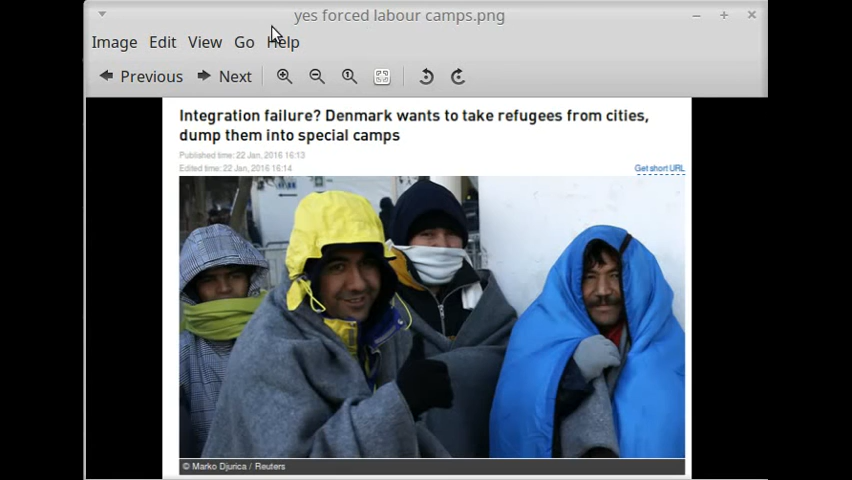 yes forced labour camps.png
Image Edit View Go Help
Previous Next
Integration failure? Denmark wants to take refugees from cities,
dump them into special camps
Published time: 22 Jan, 2016 16:13
Edited time: 22 Jan, 2016 16:14
Get short URL
© Marko Djurica / Reuters